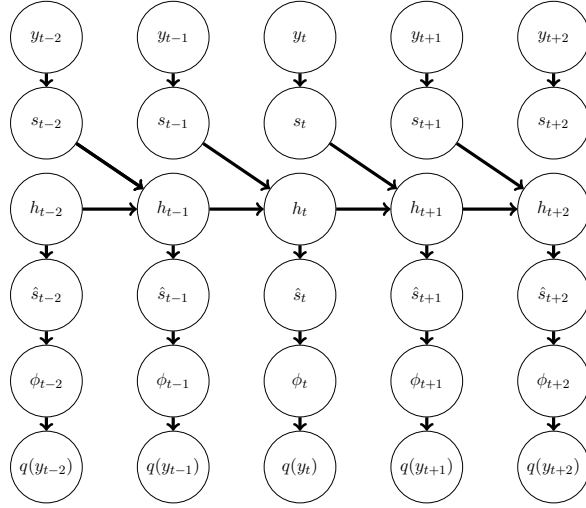 y_{t−2} y_{t−1} y_t y_{t+1} y_{t+2}
s_{t−2} s_{t−1} s_t s_{t+1} s_{t+2}
h_{t−2} h_{t−1} h_t h_{t+1} h_{t+2}
ŝ_{t−2} ŝ_{t−1} ŝ_t ŝ_{t+1} ŝ_{t+2}
ϕ_{t−2} ϕ_{t−1} ϕ_t ϕ_{t+1} ϕ_{t+2}
q(y_{t−2}) q(y_{t−1}) q(y_t) q(y_{t+1}) q(y_{t+2})